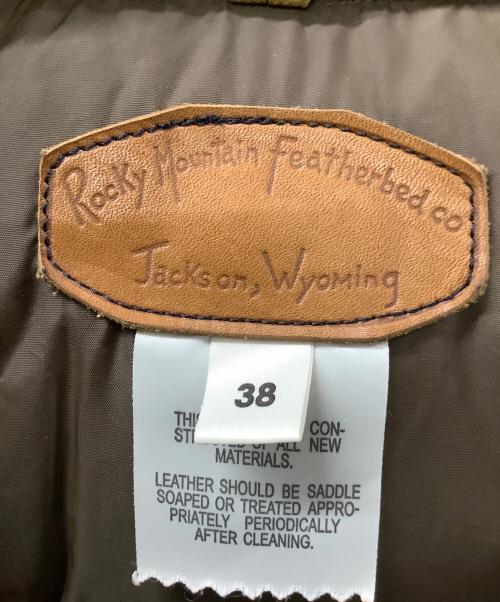 Rocky Mountain Featherbed co
Jackson, Wyoming
38
THIS CON-
OF ALL NEW
MATERIALS.
LEATHER SHOULD BE SADDLE
SOAPED OR TREATED APPRO-
PRIATELY PERIODICALLY
AFTER CLEANING.